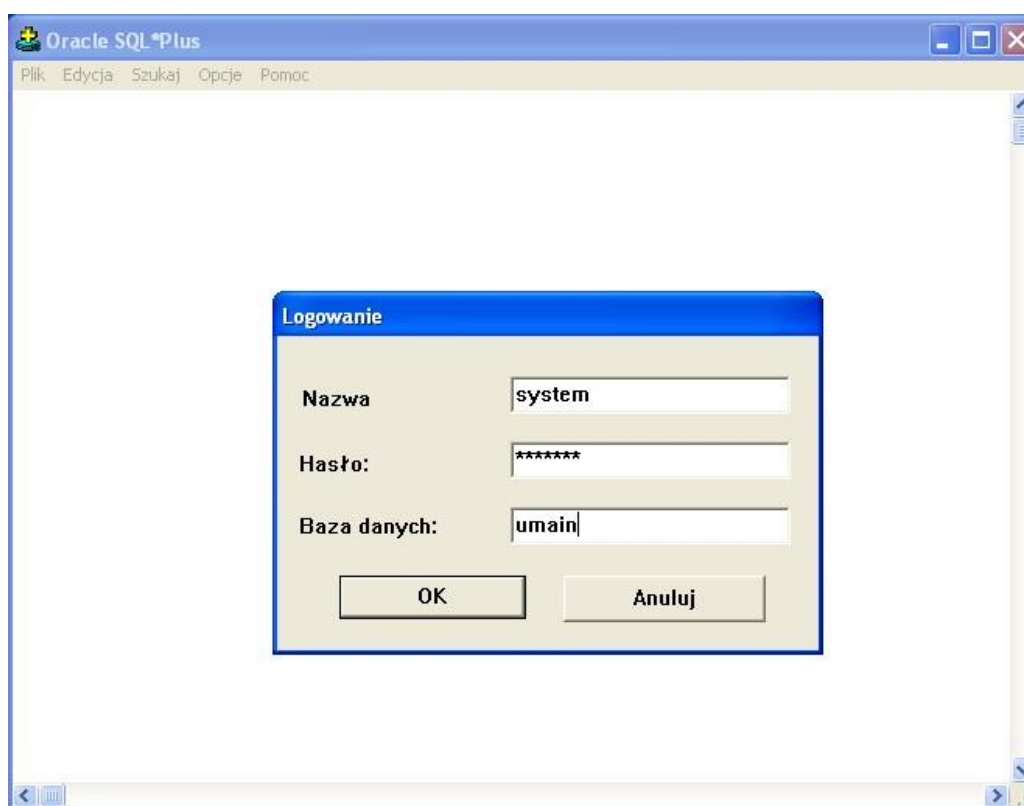 Oracle SQL*Plus
Plik Edycja Szukaj Opcje Pomoc
Logowanie
Nazwa system
Hasło: *******
Baza danych: umain
OK Anuluj